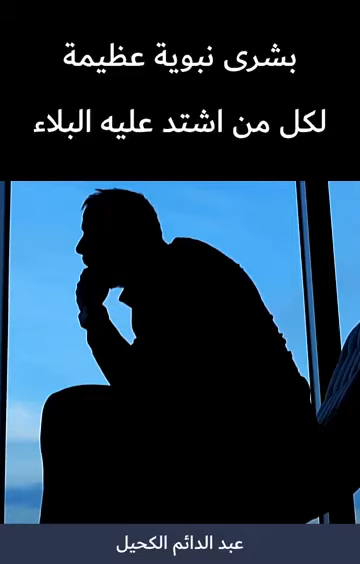 بشرى نبوية عظيمة
لكل من اشتد عليه البلاء
عبد الدائم الكحيل